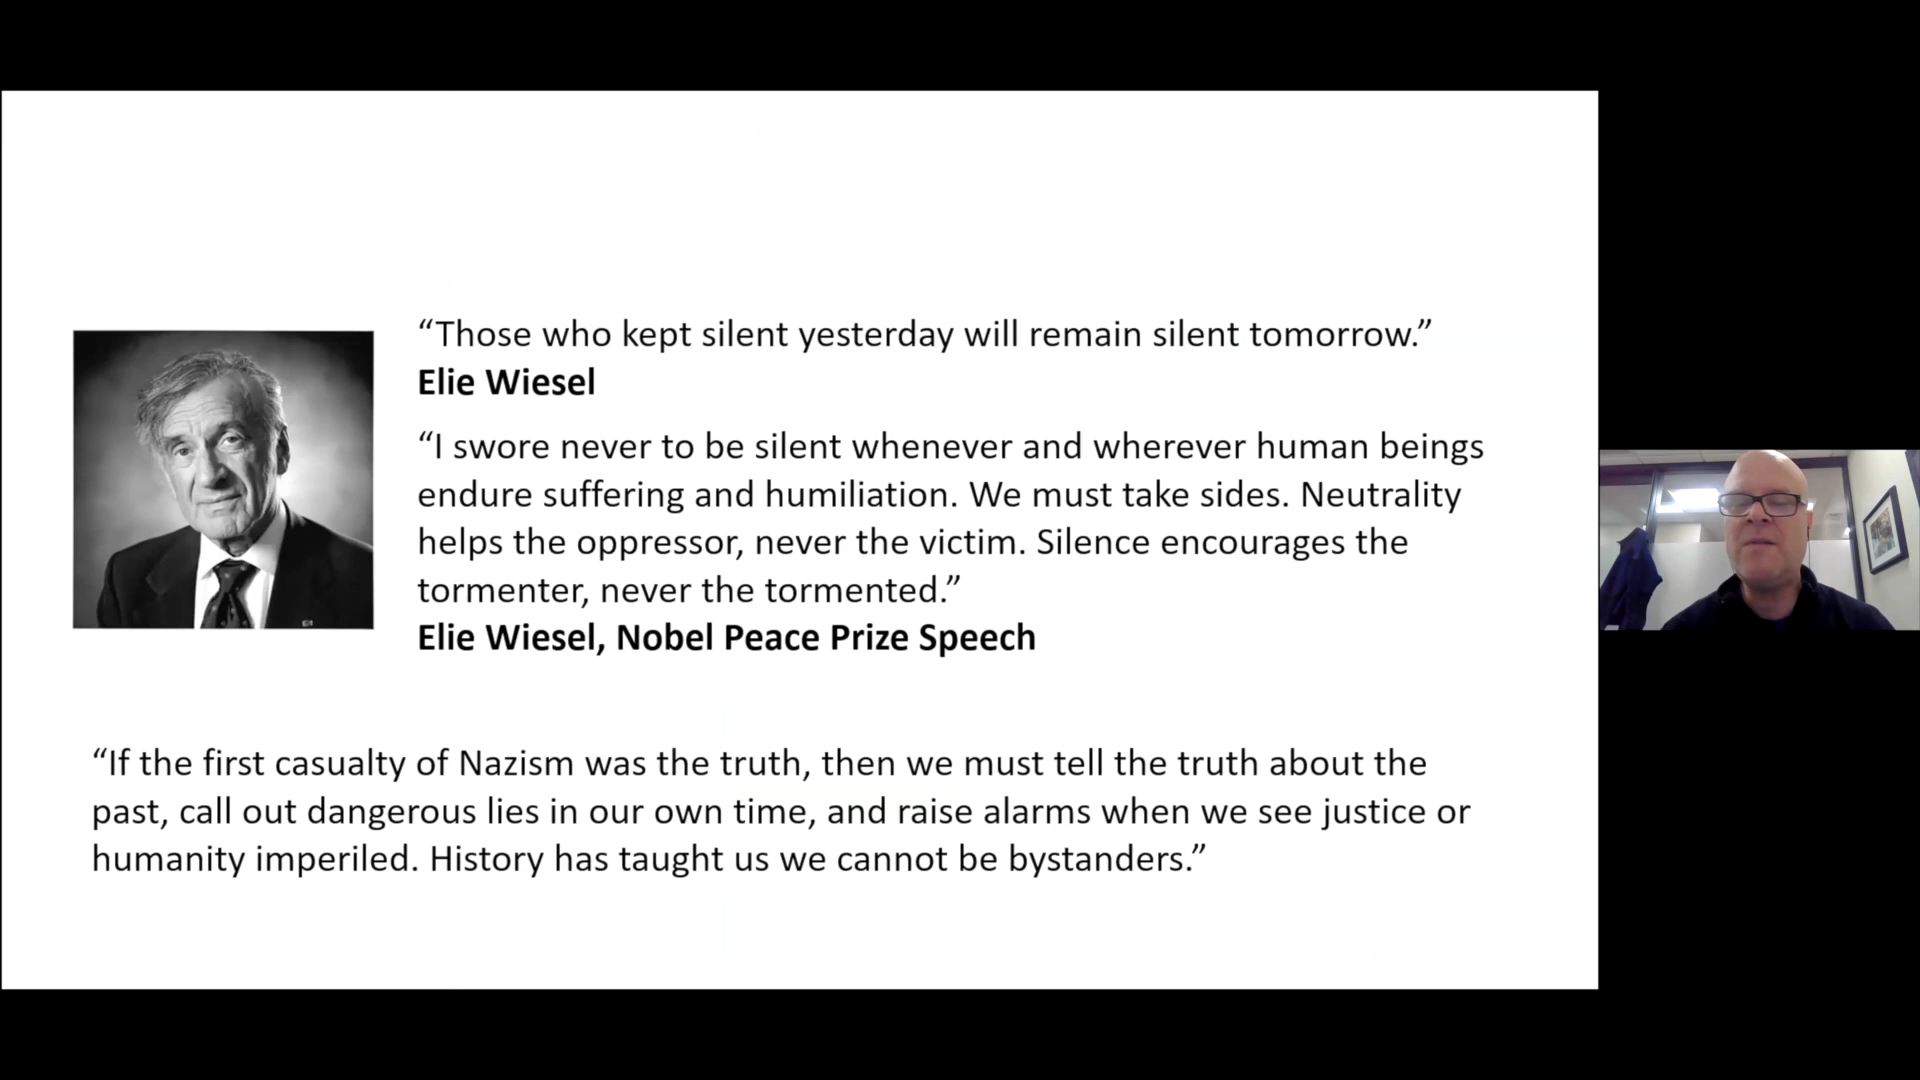 “Those who kept silent yesterday will remain silent tomorrow.”
Elie Wiesel
“I swore never to be silent whenever and wherever human beings
endure suffering and humiliation. We must take sides. Neutrality
helps the oppressor, never the victim. Silence encourages the
tormenter, never the tormented.”
Elie Wiesel, Nobel Peace Prize Speech
“If the first casualty of Nazism was the truth, then we must tell the truth about the
past, call out dangerous lies in our own time, and raise alarms when we see justice or
humanity imperiled. History has taught us we cannot be bystanders.”